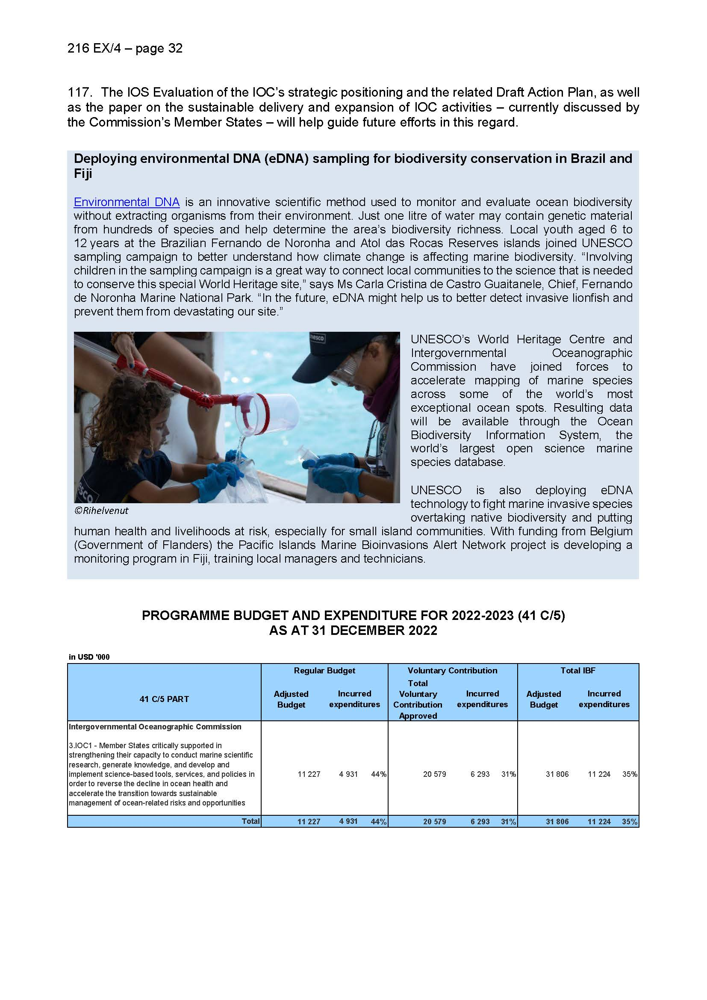 216 EX/4 – page 32
117. The IOS Evaluation of the IOC’s strategic positioning and the related Draft Action Plan, as well
as the paper on the sustainable delivery and expansion of IOC activities – currently discussed by
the Commission’s Member States – will help guide future efforts in this regard.
Deploying environmental DNA (eDNA) sampling for biodiversity conservation in Brazil and
Fiji
Environmental DNA is an innovative scientific method used to monitor and evaluate ocean biodiversity
without extracting organisms from their environment. Just one litre of water may contain genetic material
from hundreds of species and help determine the area’s biodiversity richness. Local youth aged 6 to
12 years at the Brazilian Fernando de Noronha and Atol das Rocas Reserves islands joined UNESCO
sampling campaign to better understand how climate change is affecting marine biodiversity. “Involving
children in the sampling campaign is a great way to connect local communities to the science that is needed
to conserve this special World Heritage site,” says Ms Carla Cristina de Castro Guaitanele, Chief, Fernando
de Noronha Marine National Park. “In the future, eDNA might help us to better detect invasive lionfish and
prevent them from devastating our site.”
nesco
esco
©Rihelvenut
UNESCO’s World Heritage Centre and
Intergovernmental Oceanographic
Commission have joined forces to
accelerate mapping of marine species
across some of the world’s most
exceptional ocean spots. Resulting data
will be available through the Ocean
Biodiversity Information System, the
world’s largest open science marine
species database.
UNESCO is also deploying eDNA
technology to fight marine invasive species
overtaking native biodiversity and putting
human health and livelihoods at risk, especially for small island communities. With funding from Belgium
(Government of Flanders) the Pacific Islands Marine Bioinvasions Alert Network project is developing a
monitoring program in Fiji, training local managers and technicians.
PROGRAMME BUDGET AND EXPENDITURE FOR 2022-2023 (41 C/5)
AS AT 31 DECEMBER 2022
in USD '000
41 C/5 PART
Regular Budget Voluntary Contribution Total IBF
Adjusted Budget Incurred expenditures Total Voluntary Contribution Approved Incurred expenditures Adjusted Budget Incurred expenditures
Intergovernmental Oceanographic Commission
3.IOC1 - Member States critically supported in
strengthening their capacity to conduct marine scientific
research, generate knowledge, and develop and
implement science-based tools, services, and policies in
order to reverse the decline in ocean health and
accelerate the transition towards sustainable
management of ocean-related risks and opportunities
11 227 4 931 44% 20 579 6 293 31% 31 806 11 224 35%
Total 11 227 4 931 44% 20 579 6 293 31% 31 806 11 224 35%